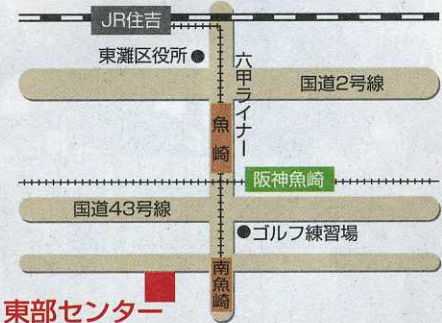 JR住吉
東灘区役所
六甲ライナー
国道2号線
魚崎
阪神魚崎
国道43号線
ゴルフ練習場
南魚崎
東部センター